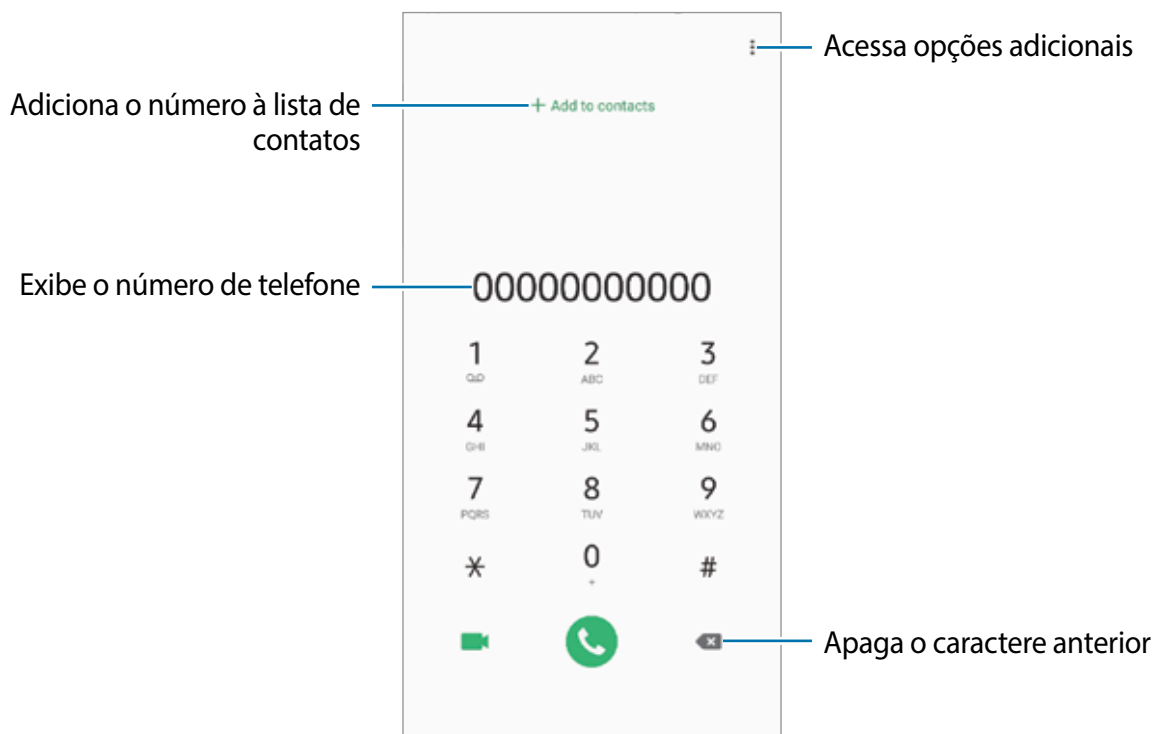 Acessa opções adicionais
Adiciona o número à lista de
contatos
+ Add to contacts
Exibe o número de telefone
00000000000
1 2 3
ABC DEF
4 5 6
GHI JKL MNO
7 8 9
PQRS TUV WXYZ
* 0 #
+
Apaga o caractere anterior